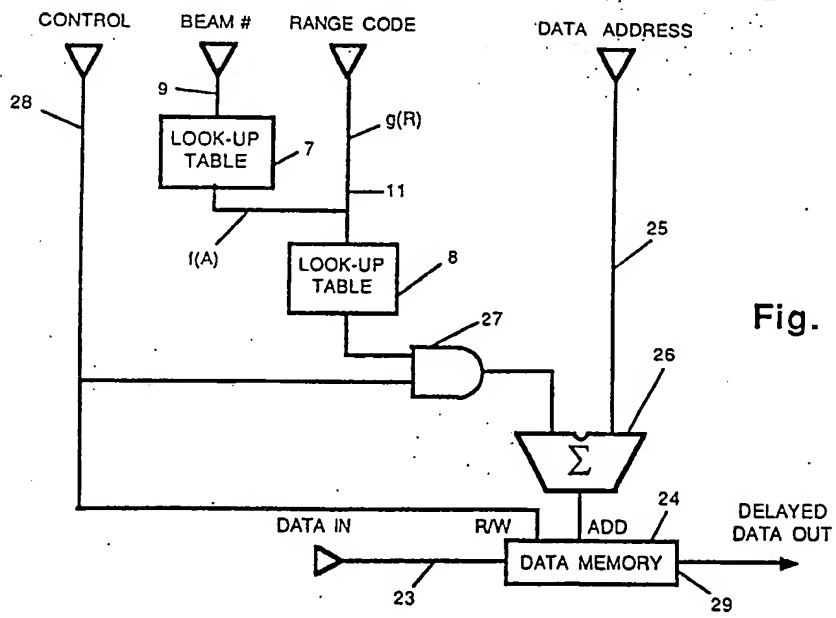 CONTROL
BEAM #
RANGE CODE
DATA ADDRESS
28
9
g(R)
LOOK-UP
TABLE
7
11
f(A)
LOOK-UP
TABLE
8
25
27
Fig.
26
Σ
DATA IN
R/W
ADD
24
DELAYED
DATA OUT
DATA MEMORY
23
29